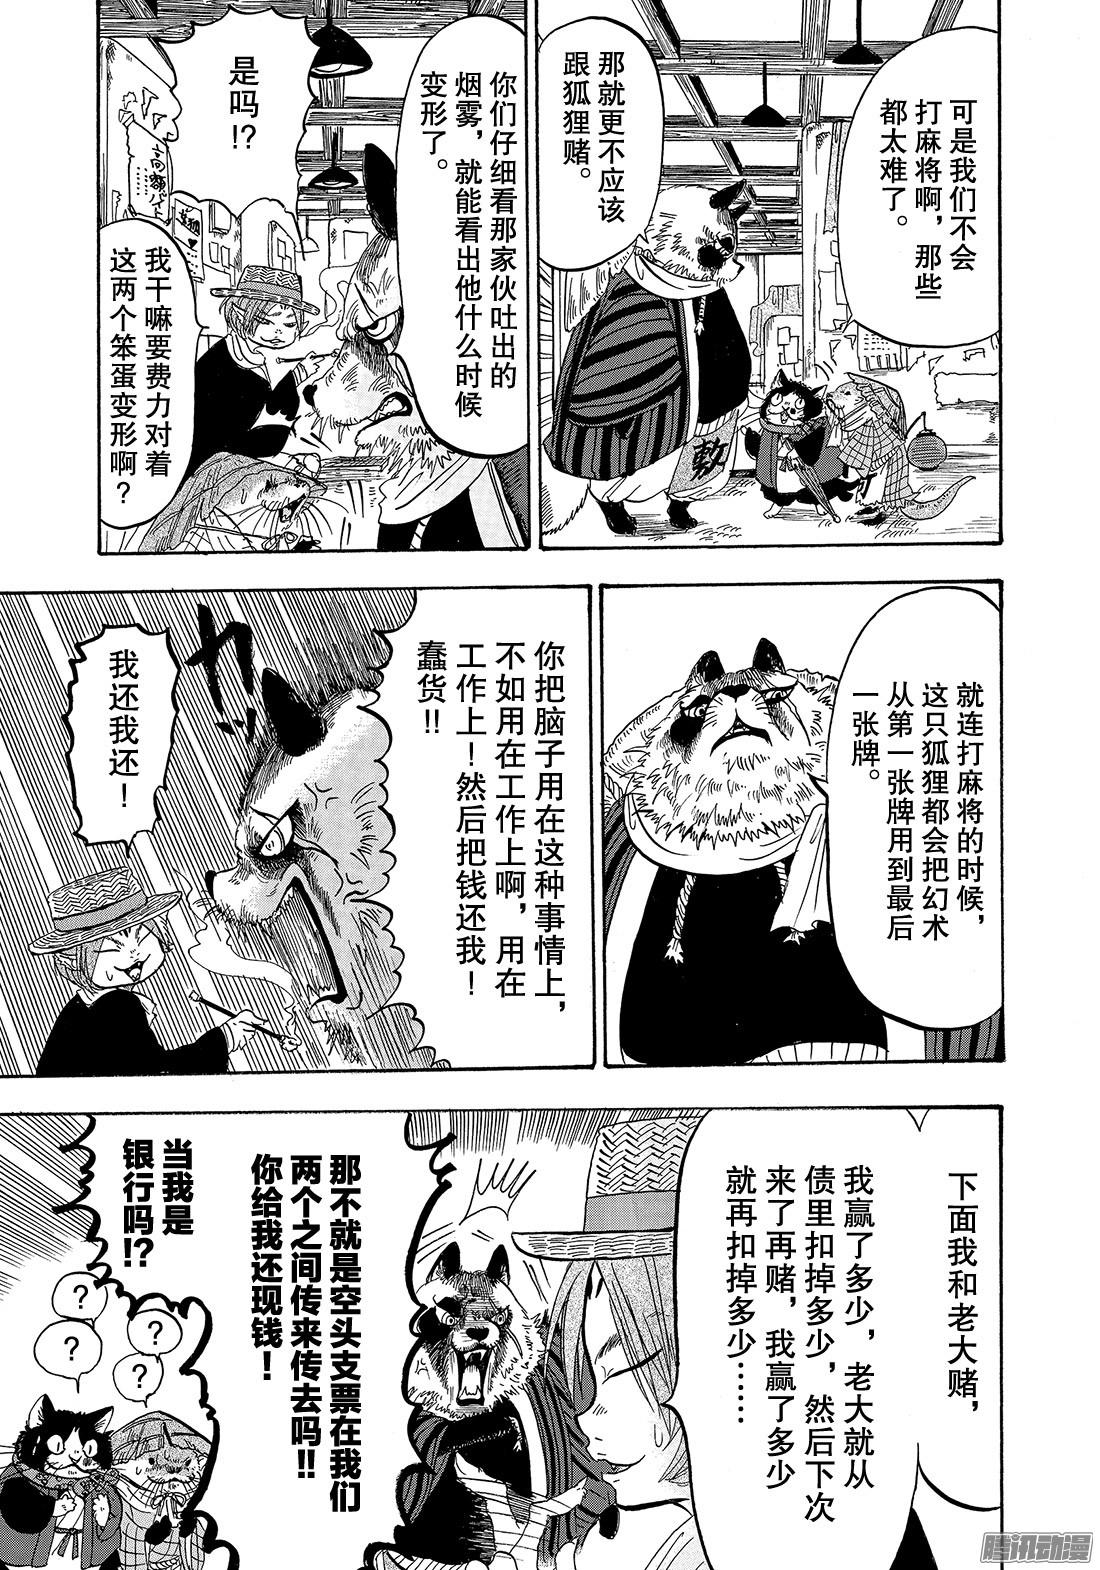 可是我们不会
打麻将啊，那些
都太难了。
那就更不应该
跟狐狸赌。
數
你们仔细看那家伙吐出的
烟雾，就能看出他什么时候
变形了。
是吗!?
高額バイト
我干嘛要费力对着
这两个笨蛋变形啊？
就连打麻将的时候，
这只狐狸都会把幻术
从第一张牌用到最后
一张牌。
你把脑子用在这种事情上，
不如用在工作上啊，用在
工作上！然后把钱还我！
蠢货!!
カッ
我还我还！
下面我和老大赌，
我赢了多少，老大就从
债里扣掉多少，然后下次
来了再赌，我赢了多少
就再扣掉多少……
那不就是空头支票在我们
两个之间传来传去吗!!
你给我还现钱！
当我是
银行吗!?
?
?
?
?
腾讯动漫